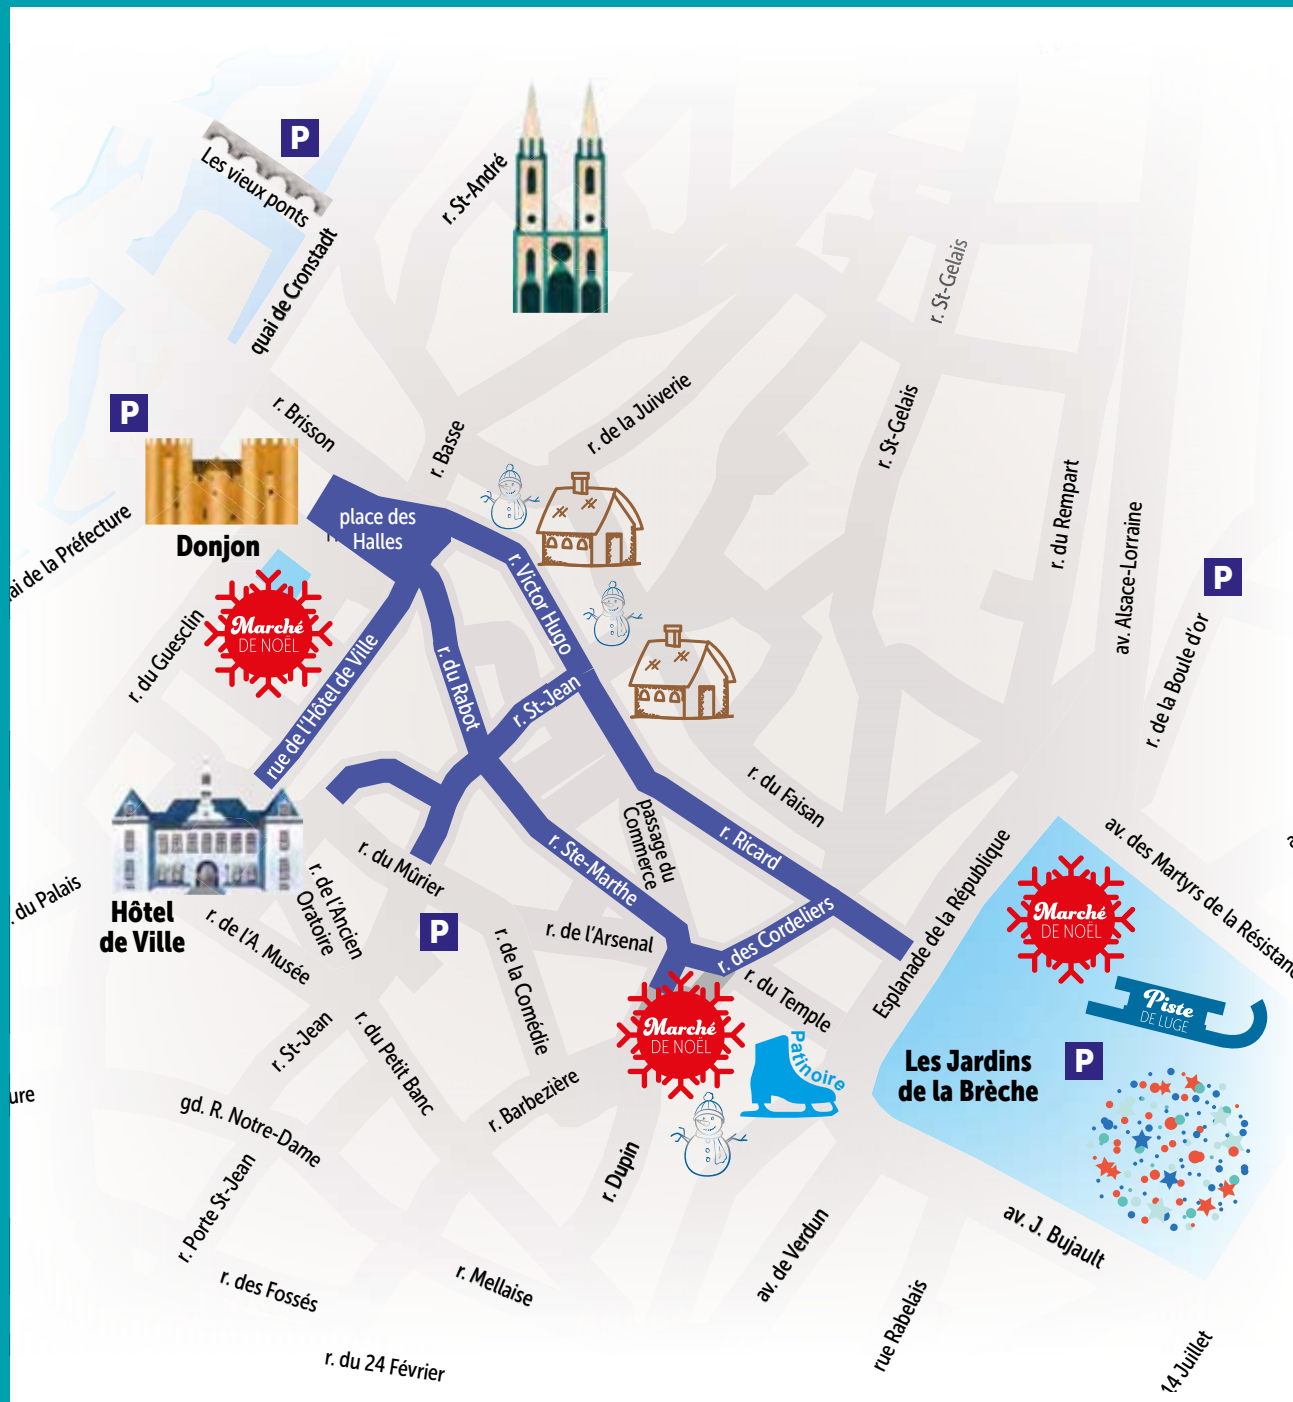 P
Les vieux ponts
r. St-André
quai de Cronstadt
r. St-Gelais
P
r. Brisson
r. Basse
r. de la Juiverie
r. St-Gelais
r. du Rempart
av. Alsace-Lorraine
place des
Halles
Donjon
ai de la Préfecture
r. Victor Hugo
P
r. de la Boule d'or
r. du Guesclin
Marché
DE NOËL
rue de l'Hôtel de Ville
r. du Rabot
r. St-Jean
r. du Faisan
passage du
Commerce
r. Ricard
r. du Mûrier
r. Ste-Marthe
Esplanade de la République
av. des Martyrs de la Résistanc
. du Palais
Hôtel
de Ville
r. de l'A. Musée
r. de l'Ancien
Oratoire
P
r. de la Comédie
r. de l'Arsenal
r. des Cordeliers
r. du Temple
Marché
DE NOËL
Marché
DE NOËL
Piste
DE LUGE
Patinoire
Les Jardins
de la Brèche
P
r. St-Jean
r. du Petit Banc
r. Barbezière
ure
gd. R. Notre-Dame
r. Porte St-Jean
r. Dupin
av. de Verdun
av. J. Bujault
r. des Fossés
r. Mellaise
rue Rabelais
r. du 24 Février
14 Juillet